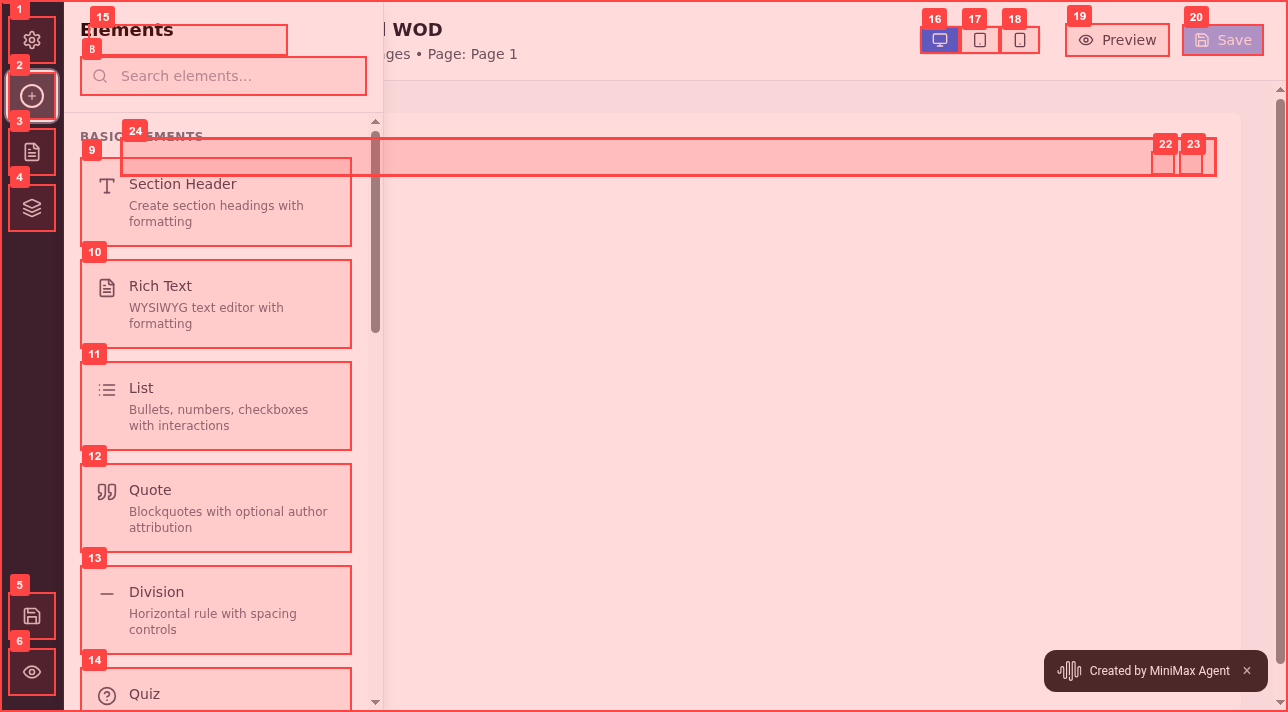 1
15
Elements
l WOD
16
17
18
19
Preview
20
Save
8
Search elements...
ges • Page: Page 1
2
3
24
BASIC ELEMENTS
22
23
9
Section Header
Create section headings with
formatting
4
10
Rich Text
WYSIWYG text editor with
formatting
11
List
Bullets, numbers, checkboxes
with interactions
12
Quote
Blockquotes with optional author
attribution
13
Division
Horizontal rule with spacing
controls
5
6
14
Quiz
Created by MiniMax Agent ×